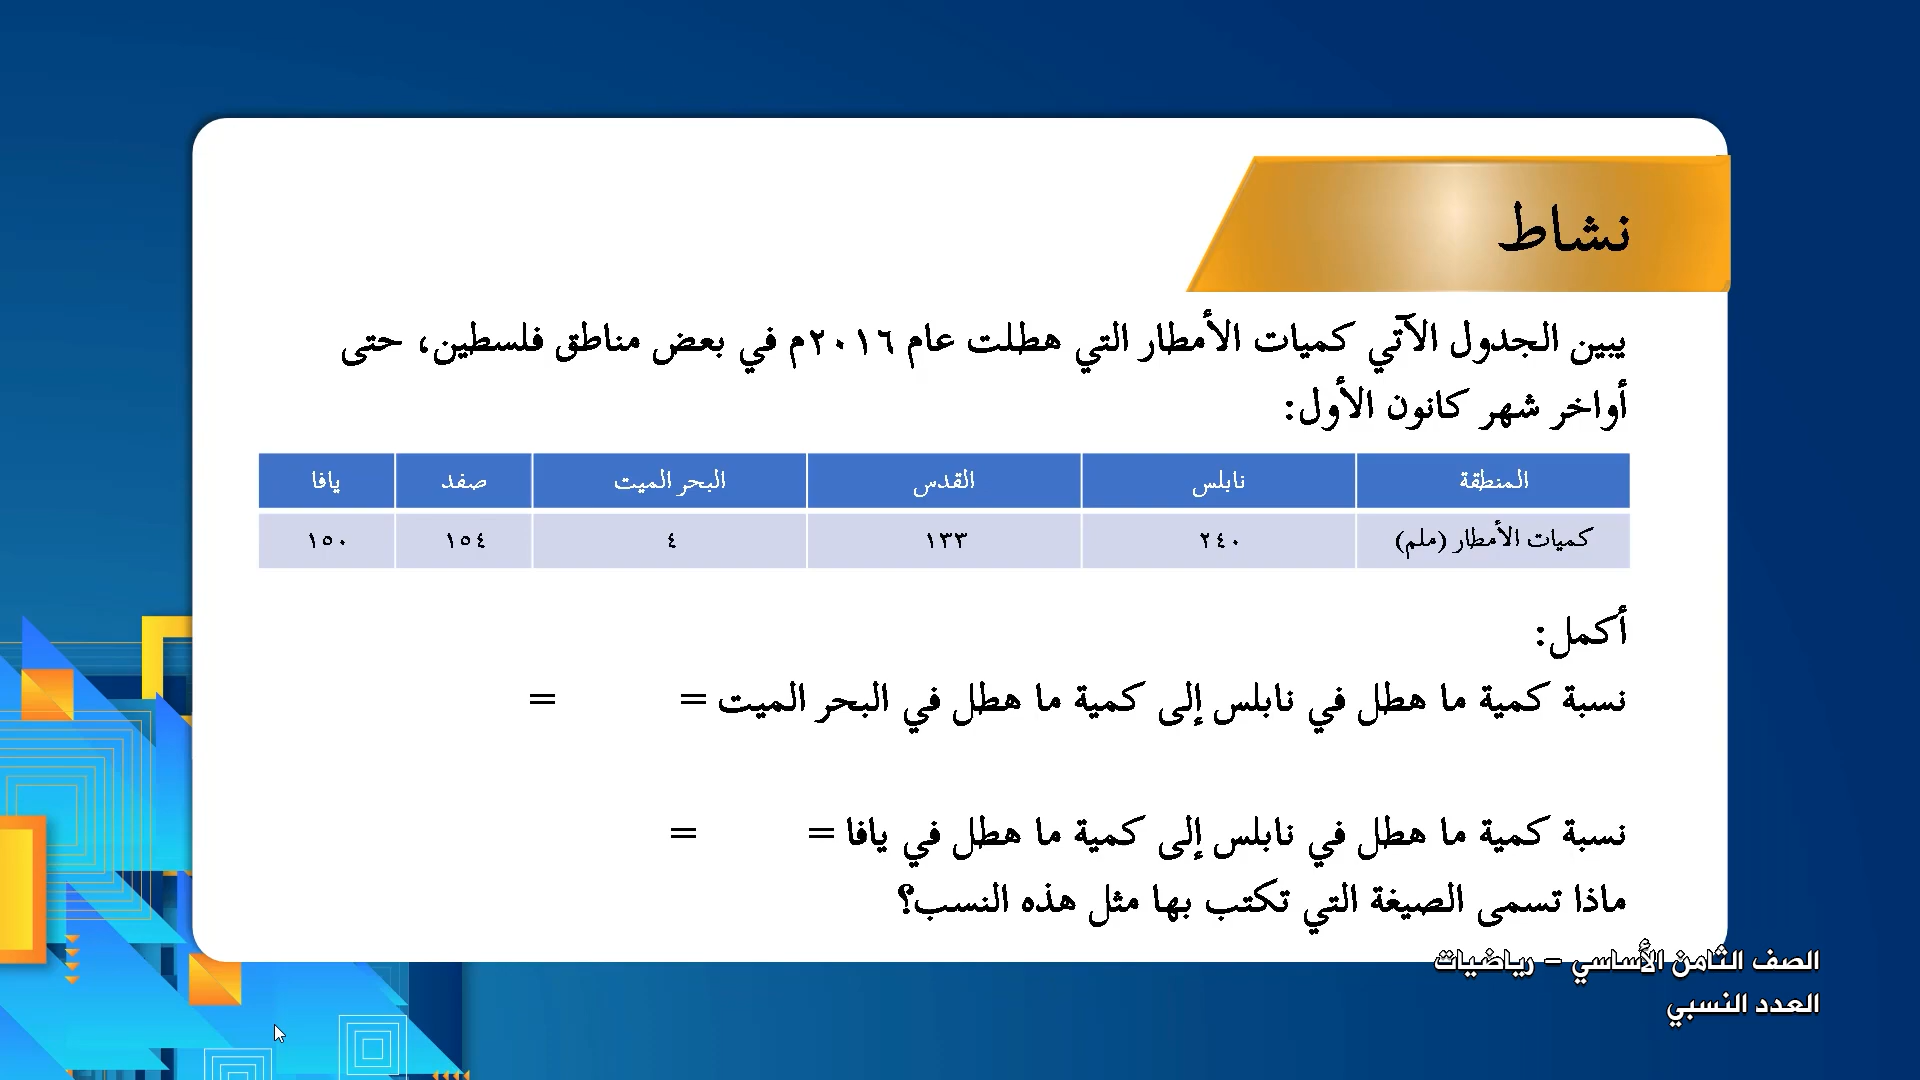 نشاط
يبين الجدول الآتي كميات الأمطار التي هطلت عام ٢٠١٦م في بعض مناطق فلسطين، حتى
أواخر شهر كانون الأول:
المنطقة نابلس القدس البحر الميت صفد يافا
كميات الأمطار (ملم) ٢٤٠ ١٣٣ ٤ ١٥٤ ١٥٠
أكمل:
نسبة كمية ما هطل في نابلس إلى كمية ما هطل في البحر الميت = =
نسبة كمية ما هطل في نابلس إلى كمية ما هطل في يافا = =
ماذا تسمى الصيغة التي تكتب بها مثل هذه النسب؟
الصف الثامن الأساسي – رياضيات
العدد النسبي